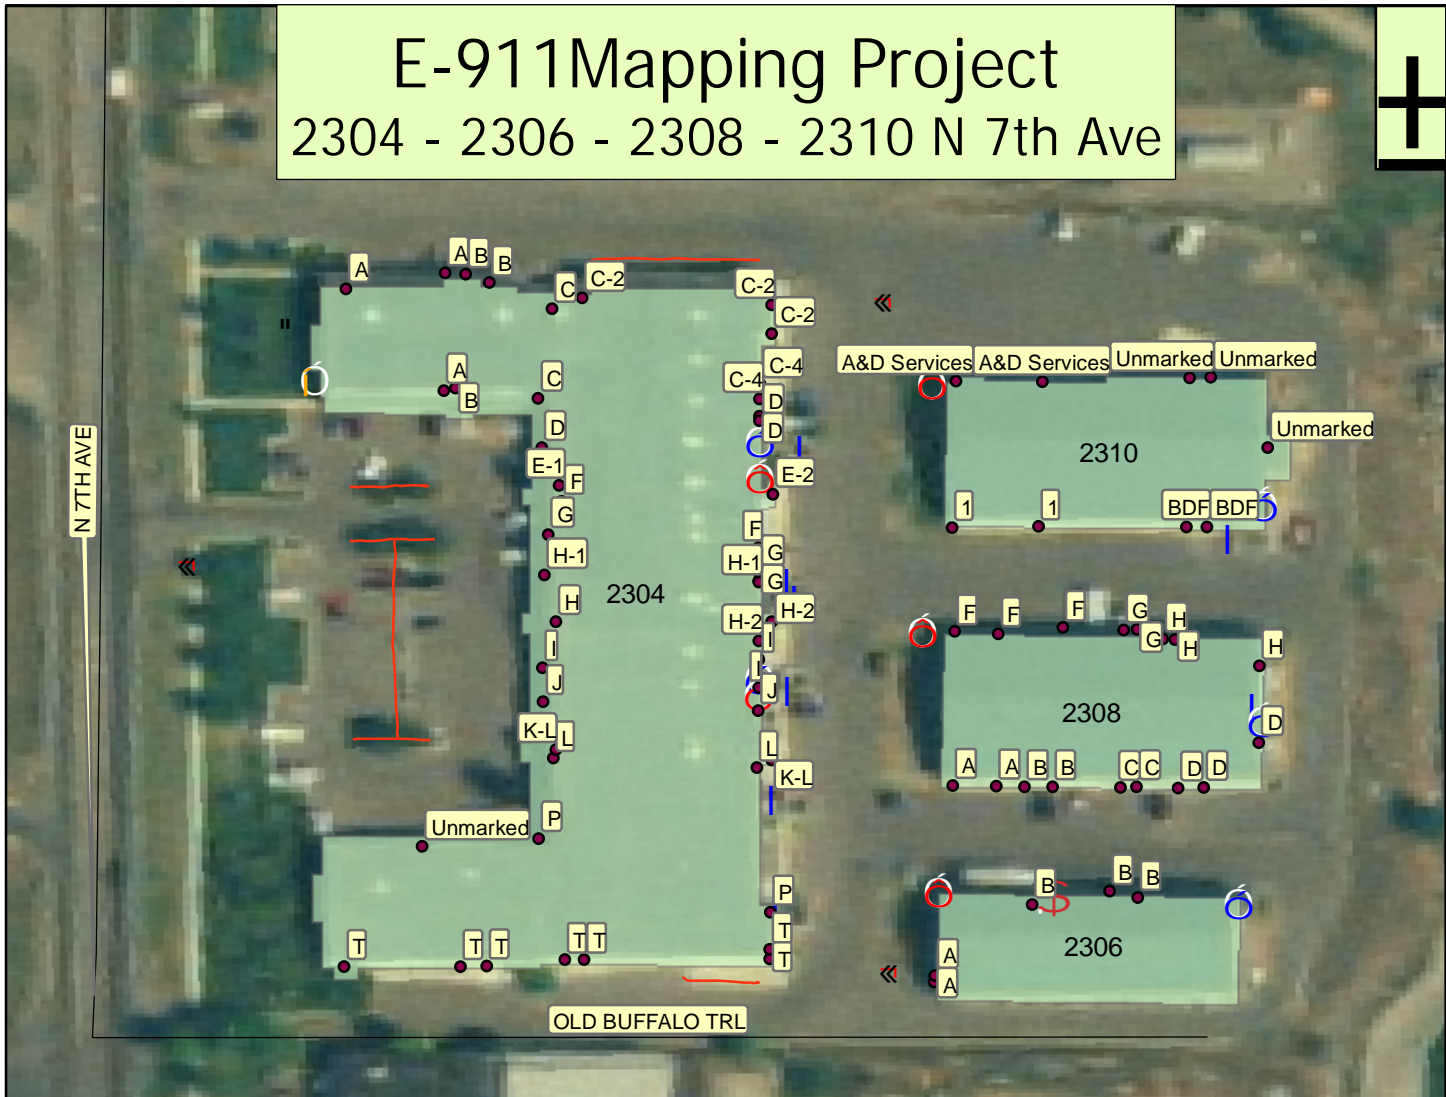 E-911Mapping Project
2304 - 2306 - 2308 - 2310 N 7th Ave
A
A
B
B
C
C-2
C-2
C-2
A
B
C
C-4
C-4
D
D
D
E-1
F
E-2
G
F
H-1
G
H-1
G
H
H-2
H-2
I
I
I
J
J
K-L
L
L
K-L
Unmarked
P
P
T
T
T
T
T
T
T
2304
A&D Services
A&D Services
Unmarked
Unmarked
Unmarked
2310
1
1
BDF
BDF
F
F
F
G
G
H
H
H
2308
D
A
A
B
B
C
C
D
D
B
B
B
2306
A
A
N 7TH AVE
OLD BUFFALO TRL